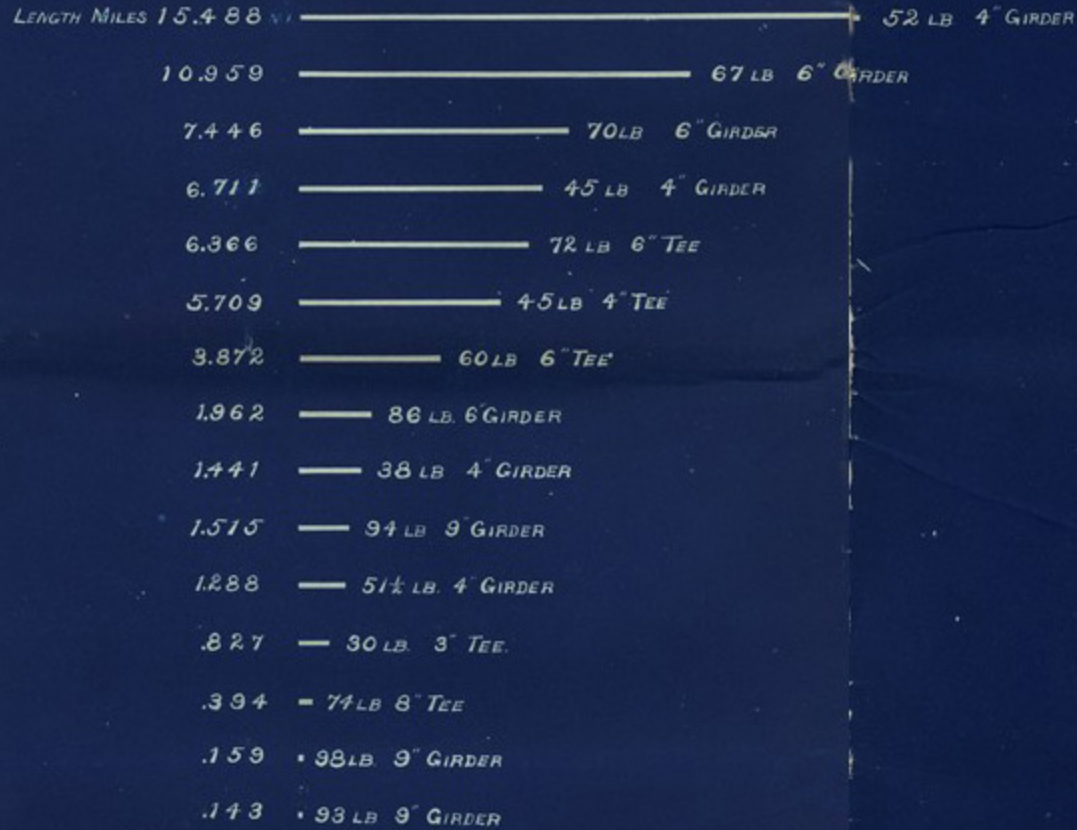 LENGTH MILES 15.488 52 LB 4" GIRDER
10.959 67 LB 6" GIRDER
7.446 70 LB 6" GIRDER
6.711 45 LB 4" GIRDER
6.366 72 LB 6" TEE
5.709 45 LB 4" TEE
3.872 60 LB 6" TEE
1.962 86 LB. 6" GIRDER
1.441 38 LB 4" GIRDER
1.515 94 LB 9" GIRDER
1.288 51½ LB. 4" GIRDER
.827 30 LB. 3" TEE.
.394 74 LB 8" TEE
.159 98 LB. 9" GIRDER
.143 93 LB 9" GIRDER